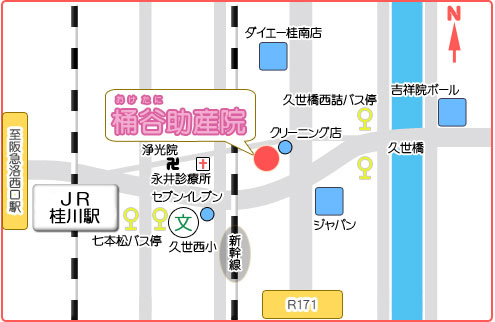 ダイエー桂南店
N
吉祥院ボール
おけたに
桶谷助産院
久世橋西詰バス停
クリーニング店
久世橋
浄光院
卍
永井診療所
至阪急洛西口駅
セブンイレブン
JR
桂川駅
文
七本松バス停
久世西小
新幹線
ジャパン
R171